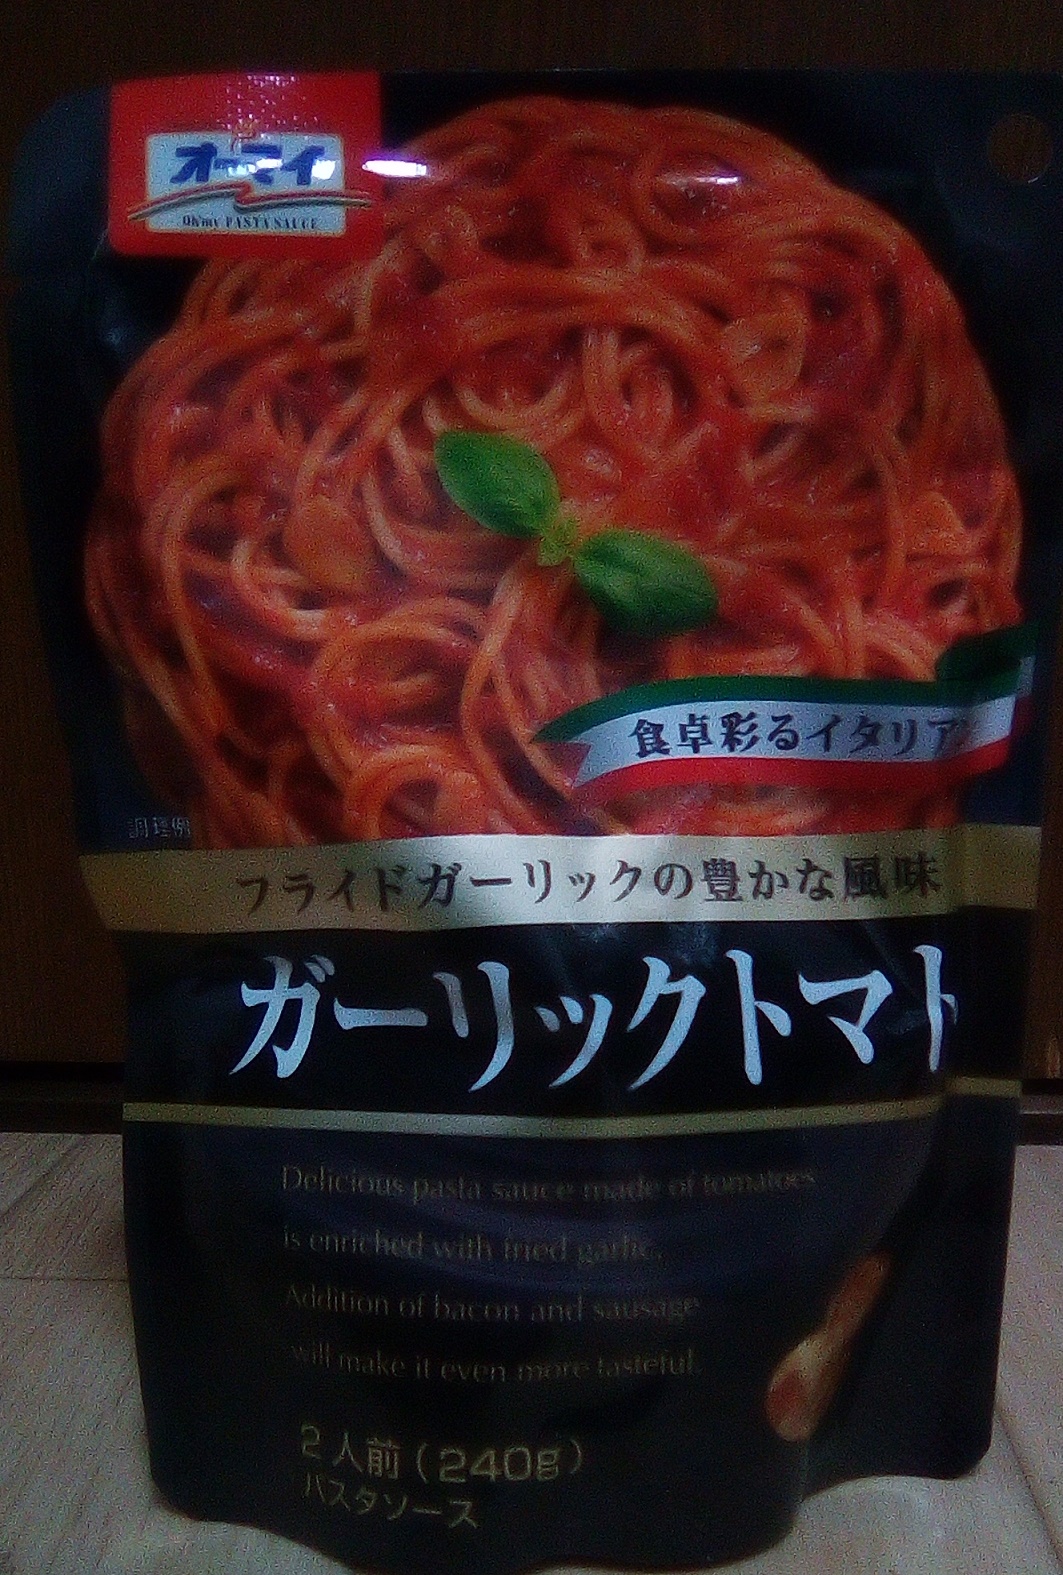 オーマイ
Oh'my PASTA SAUCE
食卓彩るイタリアン
調理例
フライドガーリックの豊かな風味
ガーリックトマト
Delicious pasta sauce made of tomatoes
is enriched with fried garlic.
Addition of bacon and sausage
will make it even more tasteful.
2人前(240g)
パスタソース